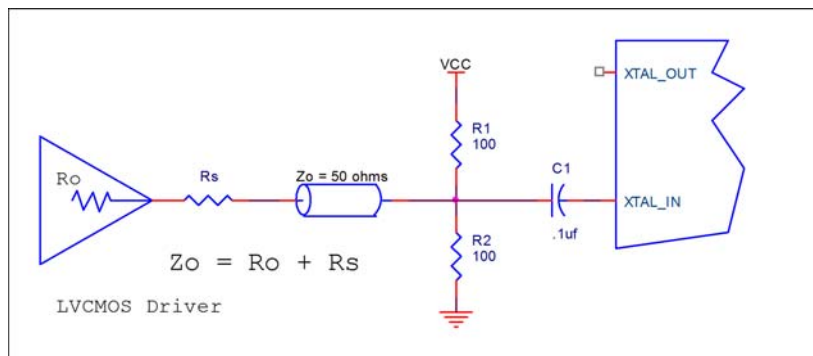 VCC
XTAL_OUT
R1
100
Ro
Rs
Zo = 50 ohms
C1
XTAL_IN
.1uf
R2
100
Zo = Ro + Rs
LVCMOS Driver